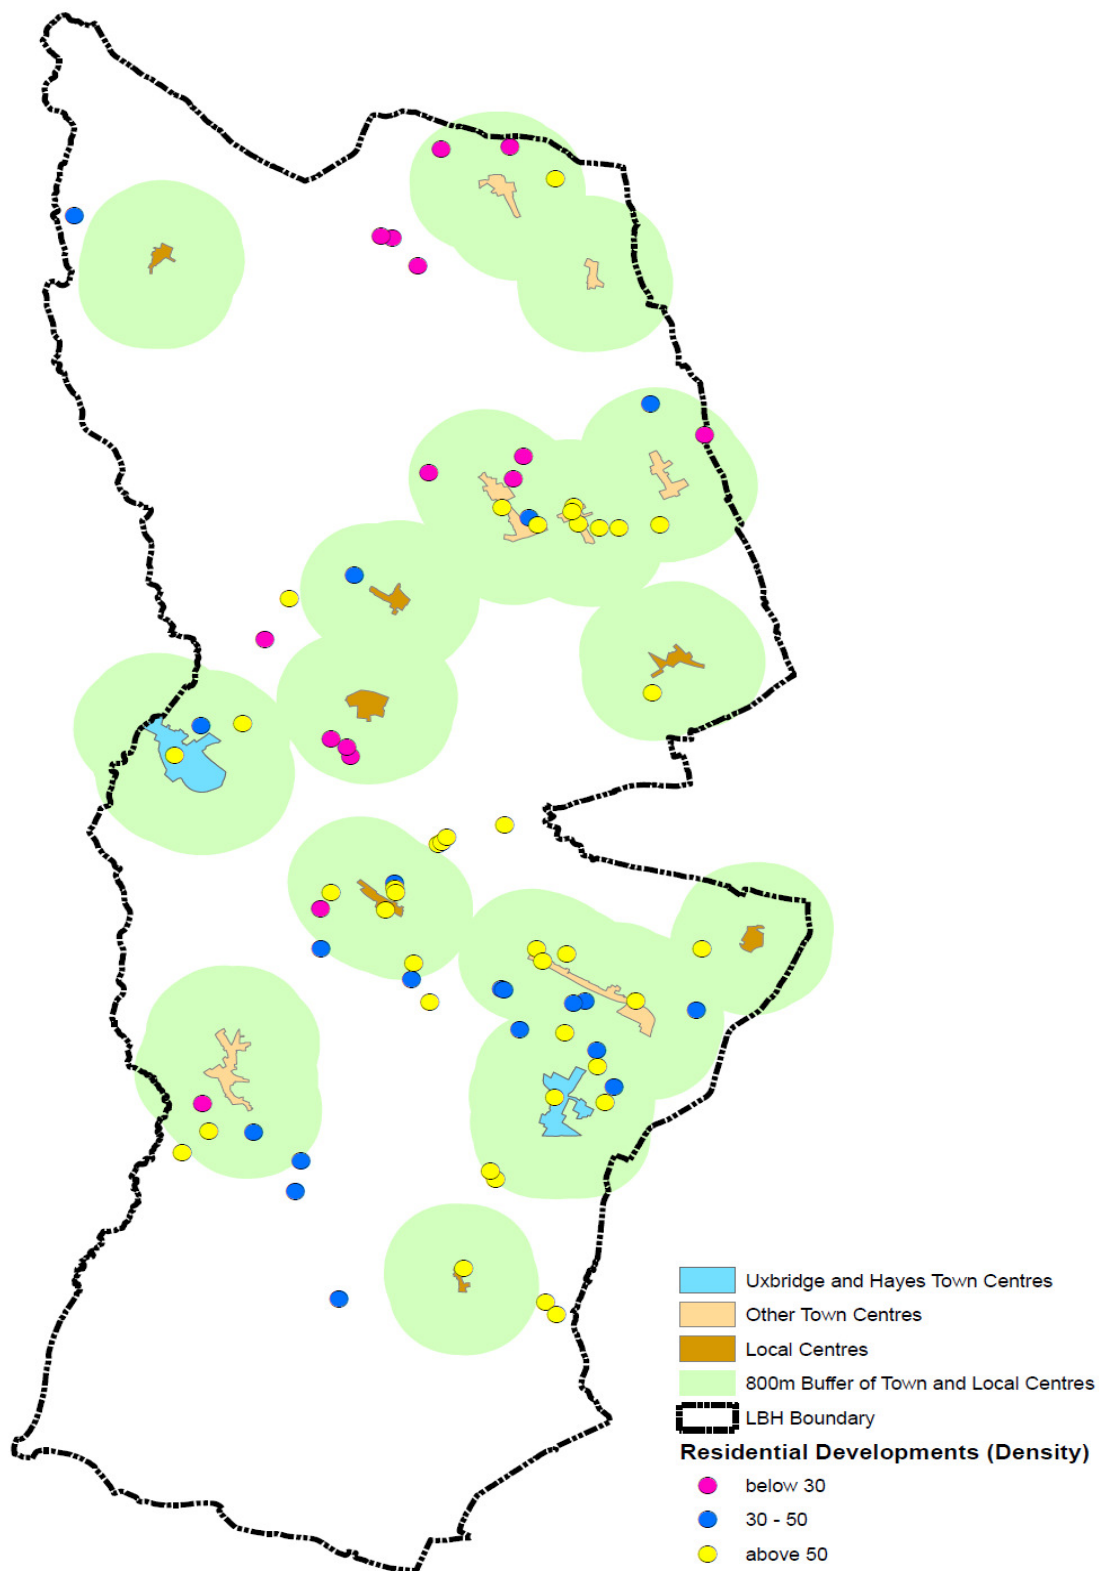 Uxbridge and Hayes Town Centres
Other Town Centres
Local Centres
800m Buffer of Town and Local Centres
LBH Boundary
Residential Developments (Density)
below 30
30 - 50
above 50